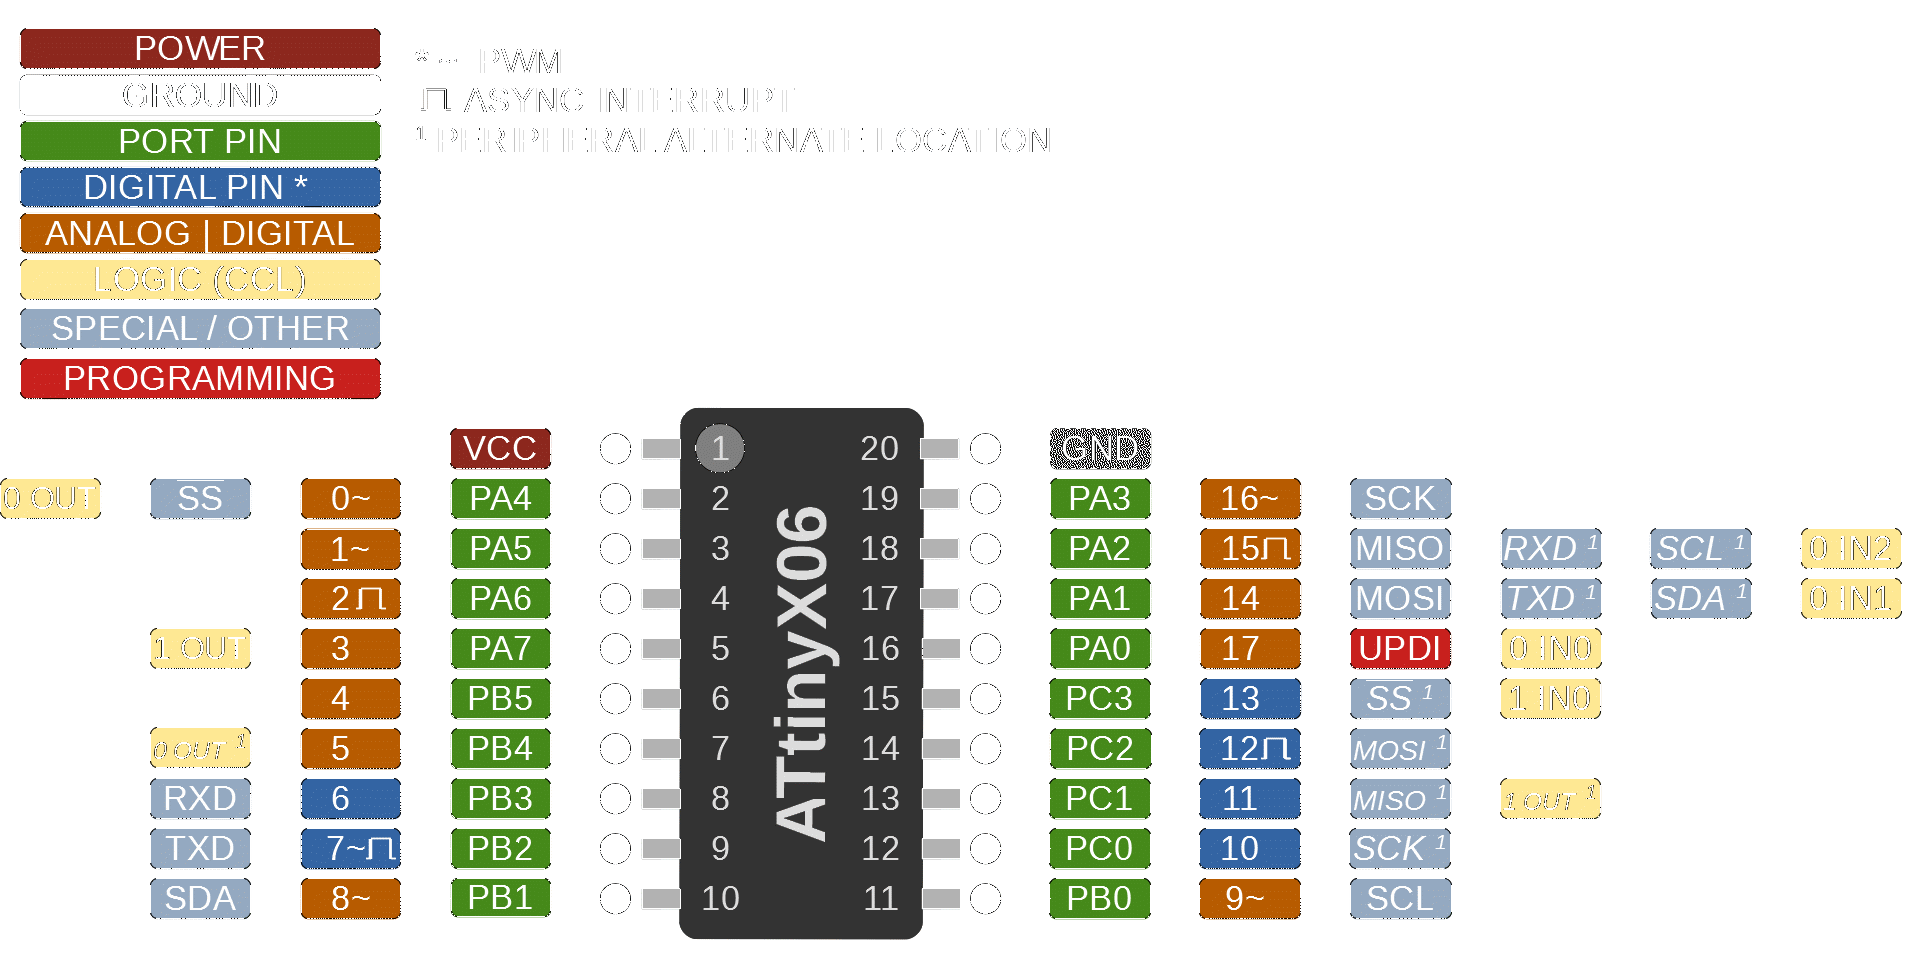 POWER
GROUND
PORT PIN
DIGITAL PIN *
ANALOG | DIGITAL
LOGIC (CCL)
SPECIAL / OTHER
PROGRAMMING
* ~ PWM
ASYNC INTERRUPT
¹ PERIPHERAL ALTERNATE LOCATION
VCC 1 20 GND
0 OUT SS 0~ PA4 2 19 PA3 16~ SCK
1~ PA5 3 18 PA2 15 MISO RXD ¹ SCL ¹ 0 IN2
2 PA6 4 17 PA1 14 MOSI TXD ¹ SDA ¹ 0 IN1
1 OUT 3 PA7 5 16 PA0 17 UPDI 0 IN0
4 PB5 6 15 PC3 13 SS ¹ 1 IN0
0 OUT ¹ 5 PB4 7 14 PC2 12 MOSI ¹
RXD 6 PB3 8 13 PC1 11 MISO ¹ 1 OUT ¹
TXD 7~ PB2 9 12 PC0 10 SCK ¹
SDA 8~ PB1 10 11 PB0 9~ SCL
ATtinyX06